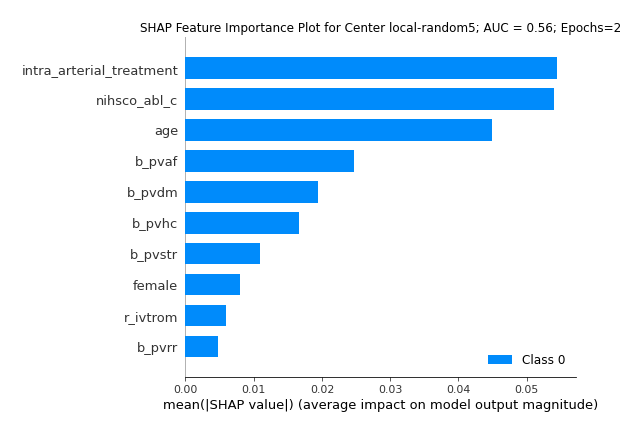 SHAP Feature Importance Plot for Center local-random5; AUC = 0.56; Epochs=2
intra_arterial_treatment
nihsco_abl_c
age
b_pvaf
b_pvdm
b_pvhc
b_pvstr
female
r_ivtrom
b_pvrr
Class 0
0.00 0.01 0.02 0.03 0.04 0.05
mean(|SHAP value|) (average impact on model output magnitude)